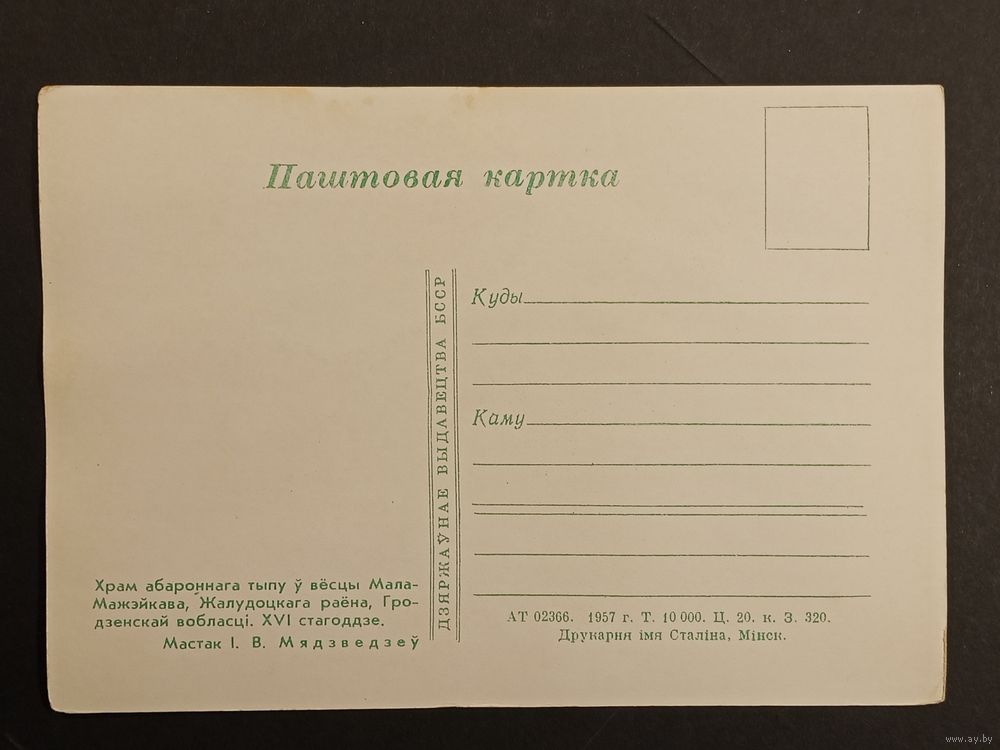 Паштовая картка
Куды
Каму
ДЗЯРЖАЎНАЕ ВЫДАВЕЦТВА БССР
Храм абароннага тыпу ў вёсцы Мала-
Мажэйкава, Жалудоцкага раёна, Гро-
дзенскай вобласці. XVI стагоддзе.
Мастак І. В. Мядзведзеў
АТ 02366. 1957 г. Т. 10 000. Ц. 20. к. З. 320.
Друкарня імя Сталіна, Мінск.
www.ay.by